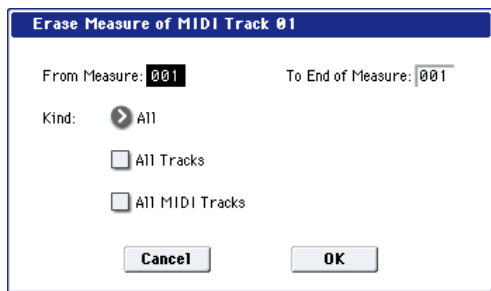 Erase Measure of MIDI Track 01
From Measure: 001 To End of Measure: 001
Kind: All
All Tracks
All MIDI Tracks
Cancel OK